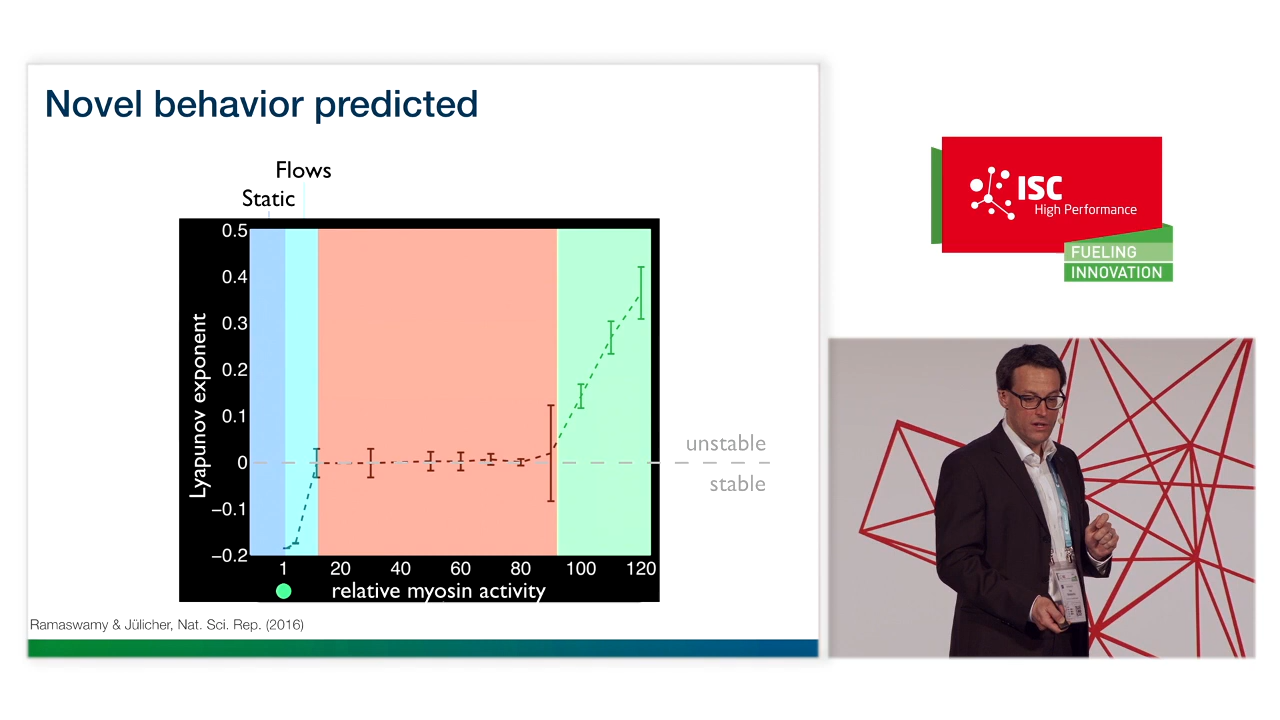 Novel behavior predicted
Flows
Static
0.5
0.4
0.3
0.2
0.1
0
−0.1
−0.2
Lyapunov exponent
1 20 40 60 80 100 120
relative myosin activity
unstable
stable
Ramaswamy & Jülicher, Nat. Sci. Rep. (2016)
ISC
High Performance
FUELING
INNOVATION